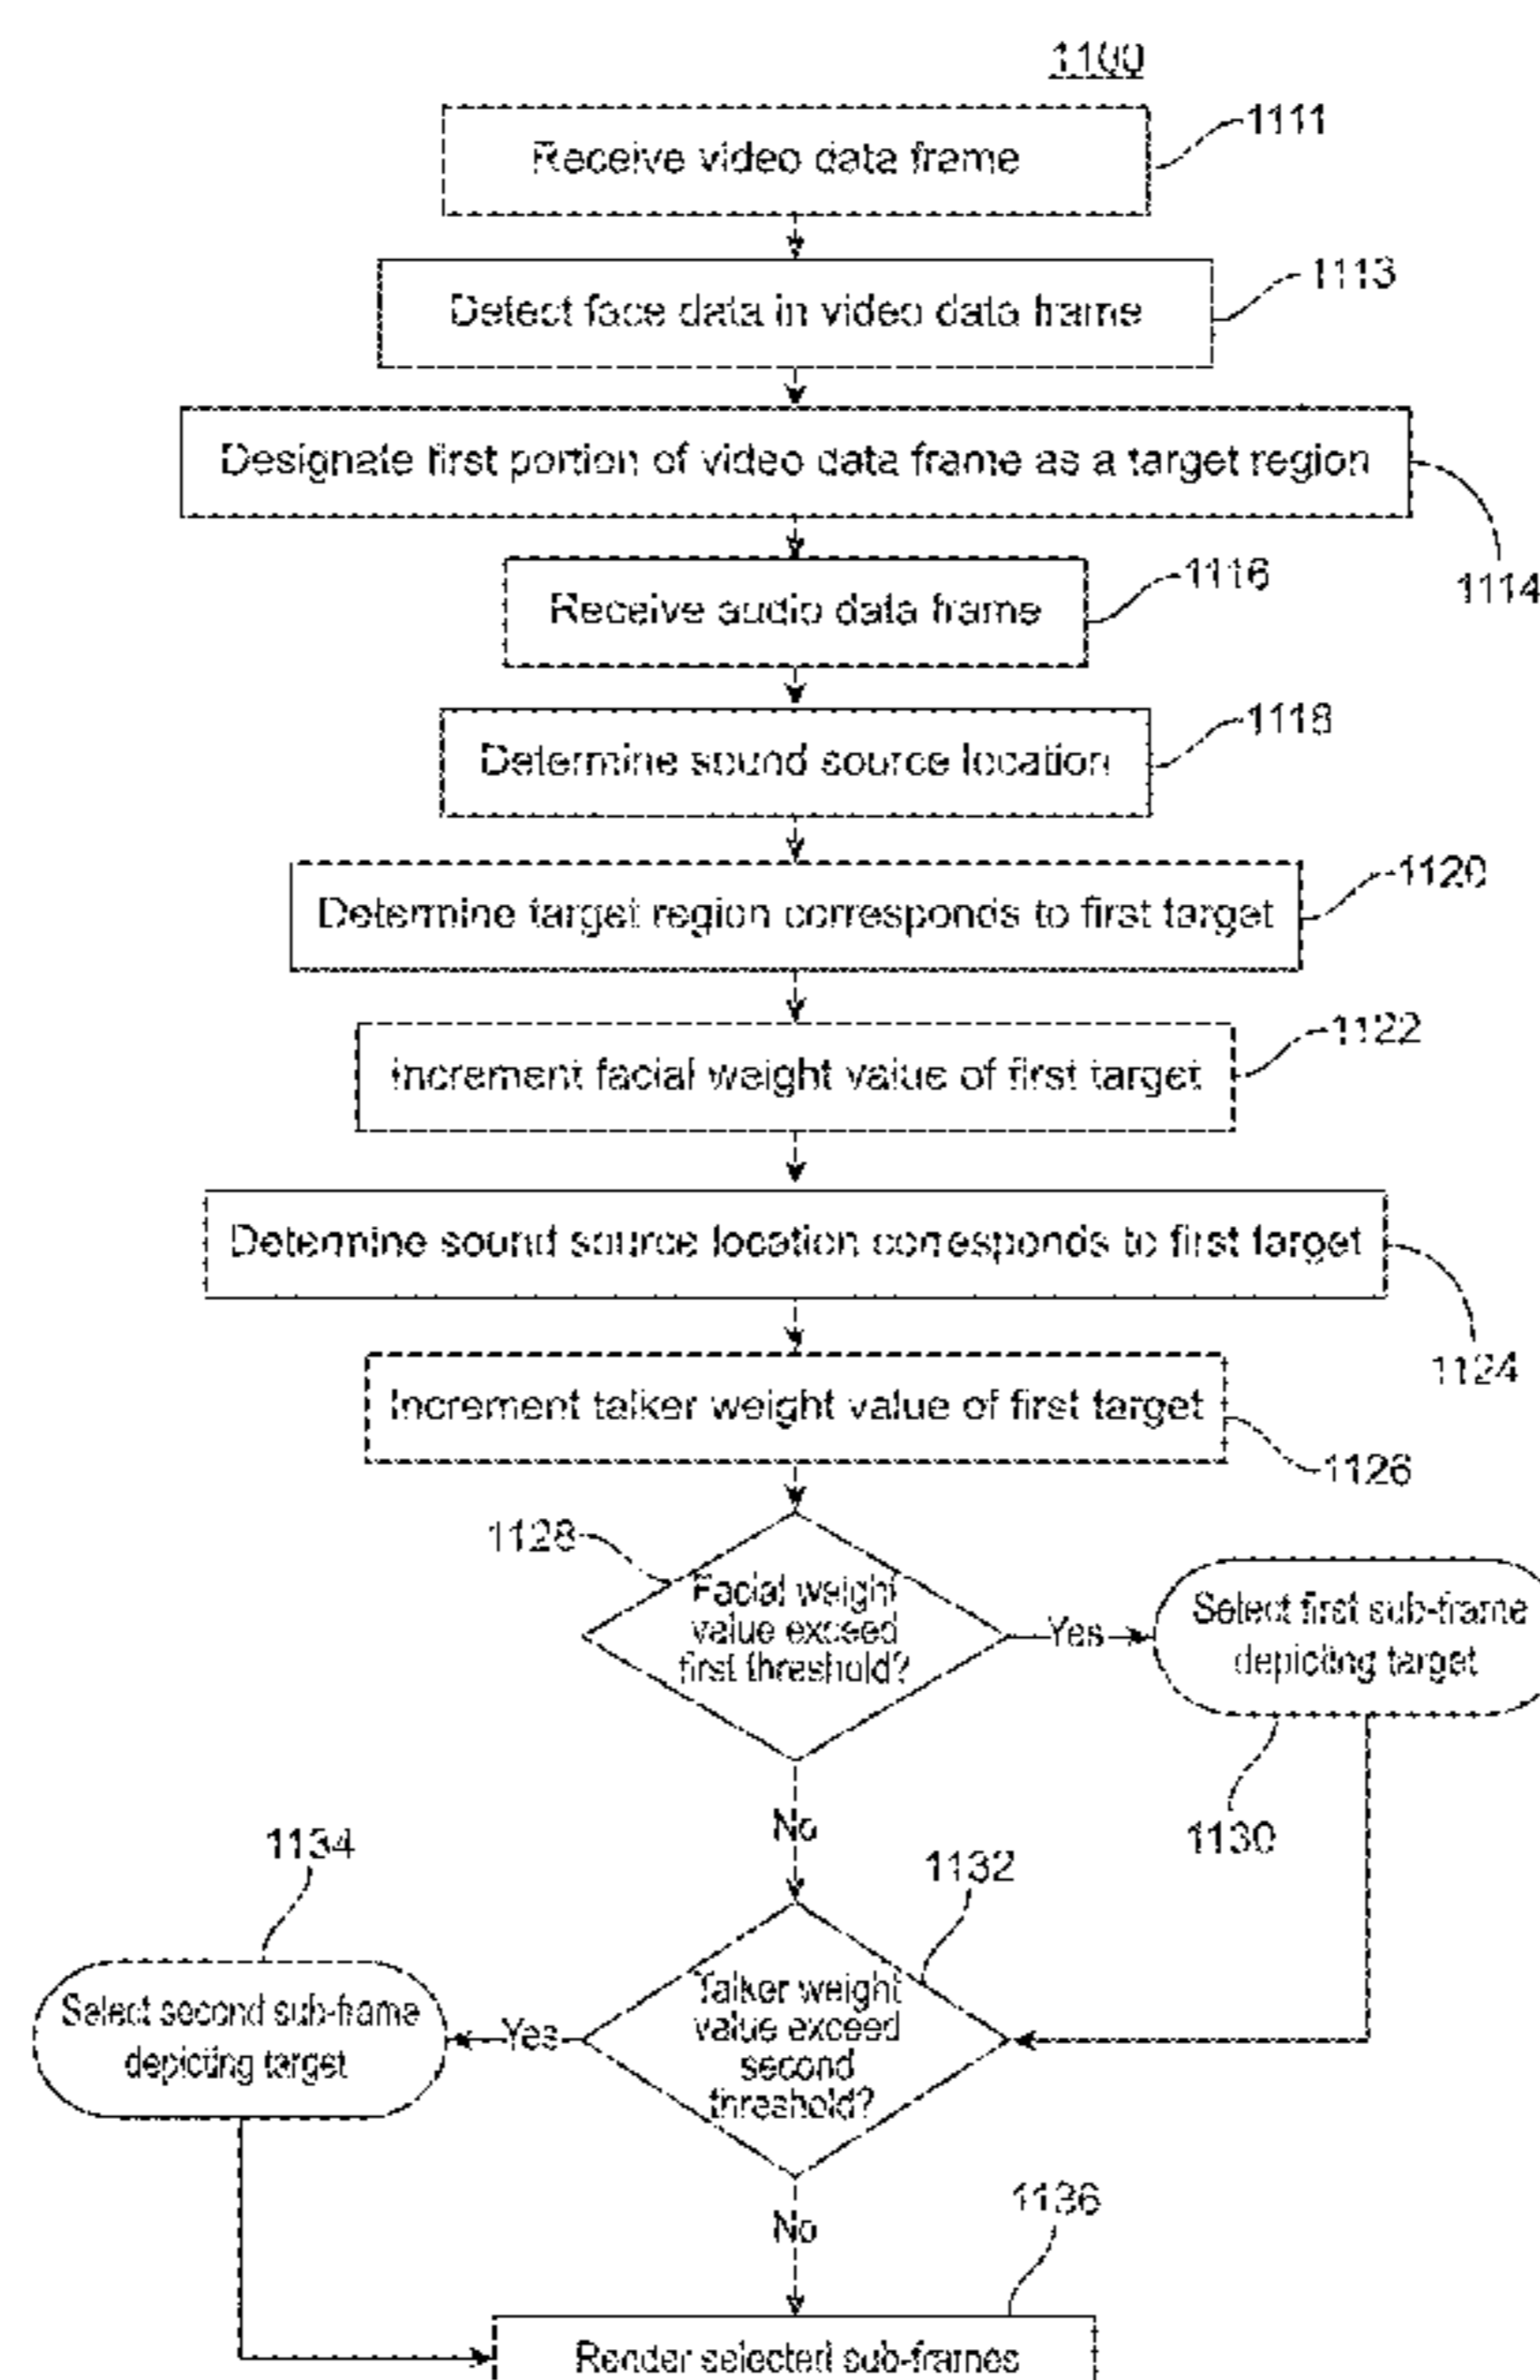 1100
Receive video data frame
1111
Detect face data in video data frame
1113
Designate first portion of video data frame as a target region
1114
Receive audio data frame
1116
Determine sound source location
1118
Determine target region corresponds to first target
1120
Increment facial weight value of first target
1122
Determine sound source location corresponds to first target
1124
Increment talker weight value of first target
1126
1128
Facial weight
value exceed
first threshold?
Yes
Select first sub-frame
depicting target
1130
No
1132
Talker weight
value exceed
second
threshold?
Yes
1134
Select second sub-frame
depicting target
No
1136
Render selected sub-frames